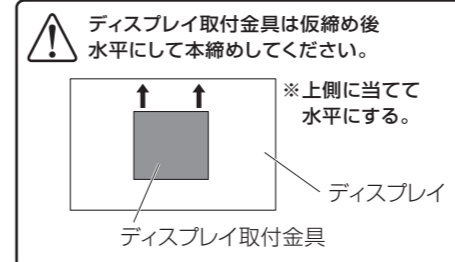 ディスプレイ取付金具は仮締め後
水平にして本締めしてください。
※上側に当てて
水平にする。
ディスプレイ
ディスプレイ取付金具